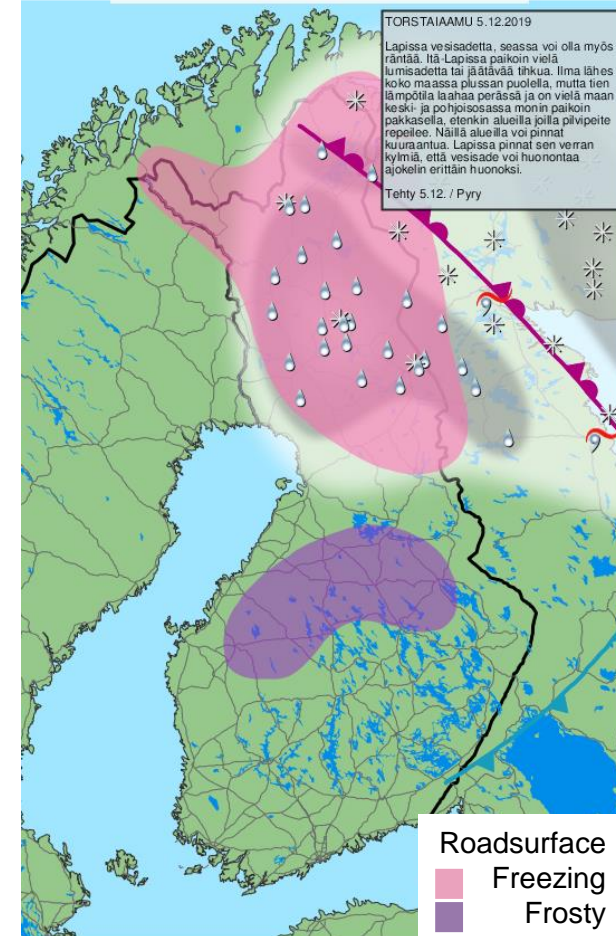 TORSTAIAAMU 5.12.2019
Lapissa vesisadetta, seassa voi olla myös
räntää. Itä-Lapissa paikoin vielä
lumisadetta tai jäätävää tihkua. Ilma lähes
koko maassa plussan puolella, mutta tien
lämpötila laahaa perässä ja on vielä maan
keski- ja pohjoisosassa monin paikoin
pakkasella, etenkin alueilla joilla pilvipeite
repeilee. Näillä alueilla voi pinnat
kuuraantua. Lapissa pinnat sen verran
kylmiä, että vesisade voi huonontaa
ajokelin erittäin huonoksi.
Tehty 5.12. / Pyry
Roadsurface
Freezing
Frosty